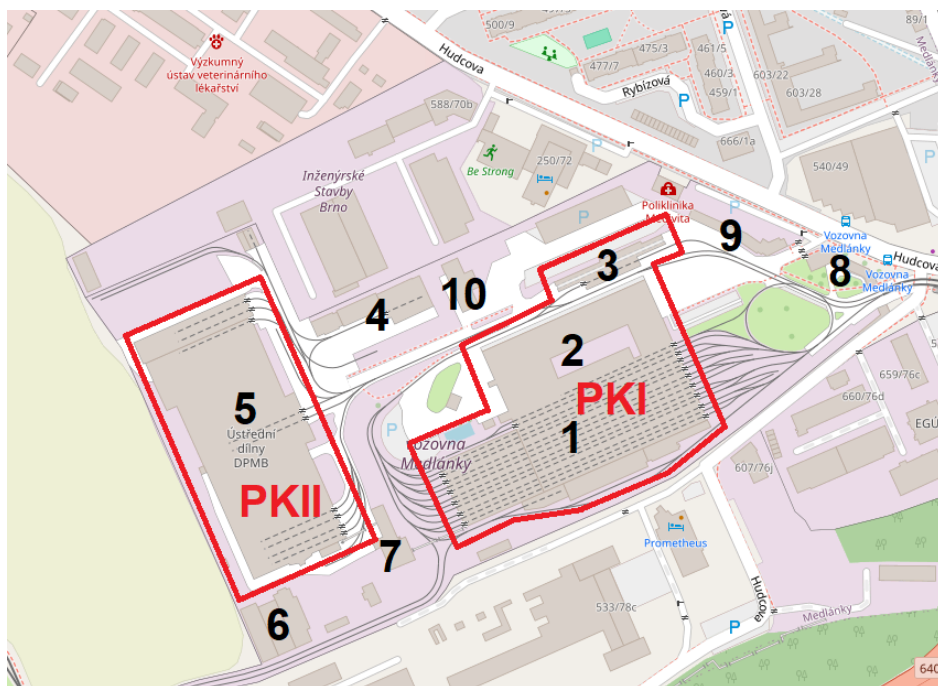 500/9
Výzkumný
ústav veterinárního
lékařství
Hudcova
475/3
461/5
P
477/7
460/3
603/22
89/1
Medlánky
Rybízová
459/1
P
603/28
588/70b
666/1a
P
P
540/49
Inženýrské
Stavby
Brno
Be Strong
250/72
P
Poliklinika
Medivita
P
9
Vozovna
Medlánky
Hudcova
3
8
Vozovna
Medlánky
10
4
2
PKI
5
1
Ústřední
dílny
DPMB
P
Vozovna
Medlánky
659/76c
660/76d
EGÚ
PKII
607/76j
7
Prometheus
533/78c
Hudcova
Medlánky
6
P
640